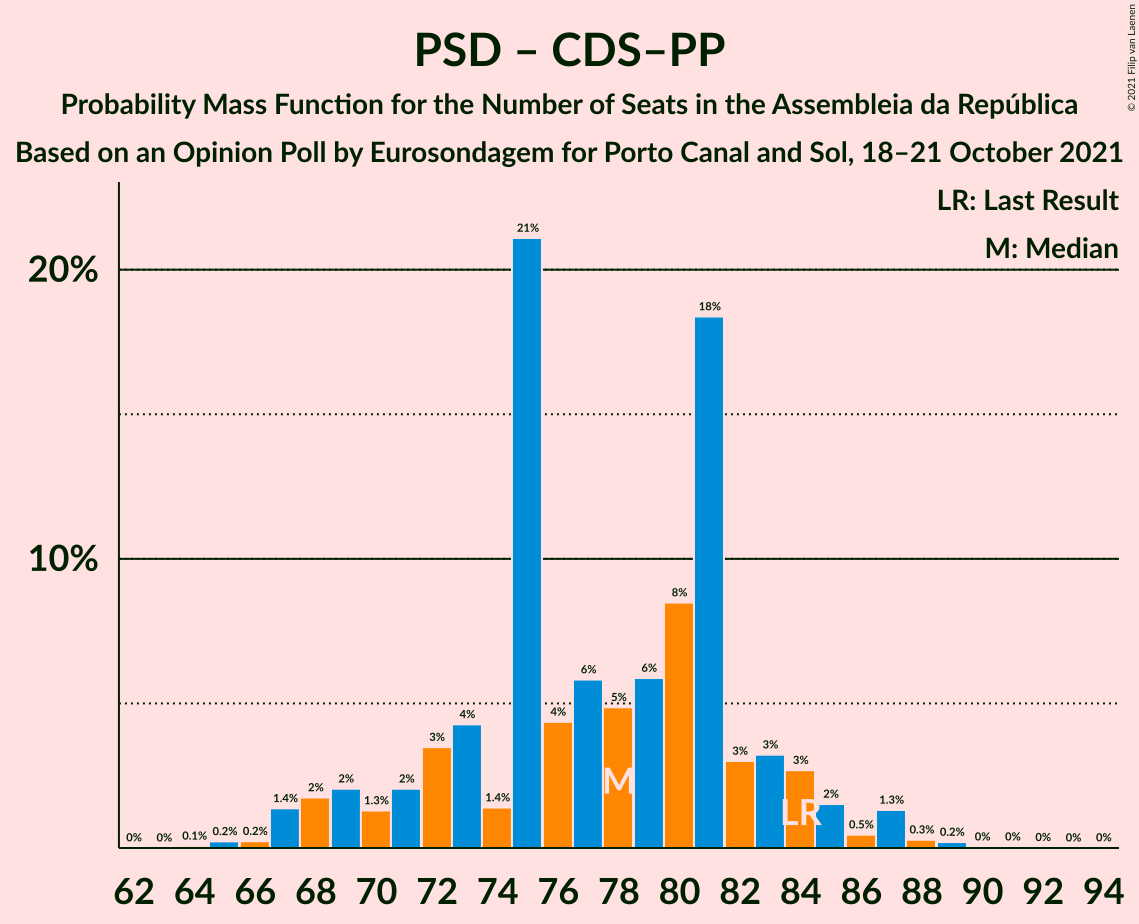 PSD – CDS–PP
Probability Mass Function for the Number of Seats in the Assembleia da República
Based on an Opinion Poll by Eurosondagem for Porto Canal and Sol, 18–21 October 2021
© 2021 Filip van Laenen
LR: Last Result
M: Median
20%
10%
0% 0% 0.1% 0.2% 0.2% 1.4% 2% 2% 1.3% 2% 3% 4% 1.4% 21% 4% 6% 5% 6% 8% 18% 3% 3% 3% 2% 0.5% 1.3% 0.3% 0.2% 0% 0% 0% 0% 0%
M
LR
62 64 66 68 70 72 74 76 78 80 82 84 86 88 90 92 94